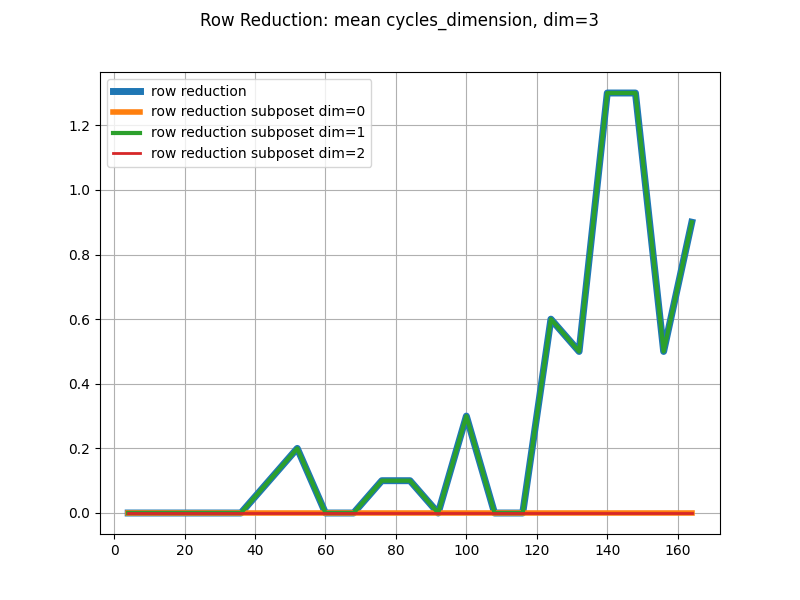 Row Reduction: mean cycles_dimension, dim=3
row reduction
row reduction subposet dim=0
row reduction subposet dim=1
row reduction subposet dim=2
1.2
1.0
0.8
0.6
0.4
0.2
0.0
0 20 40 60 80 100 120 140 160